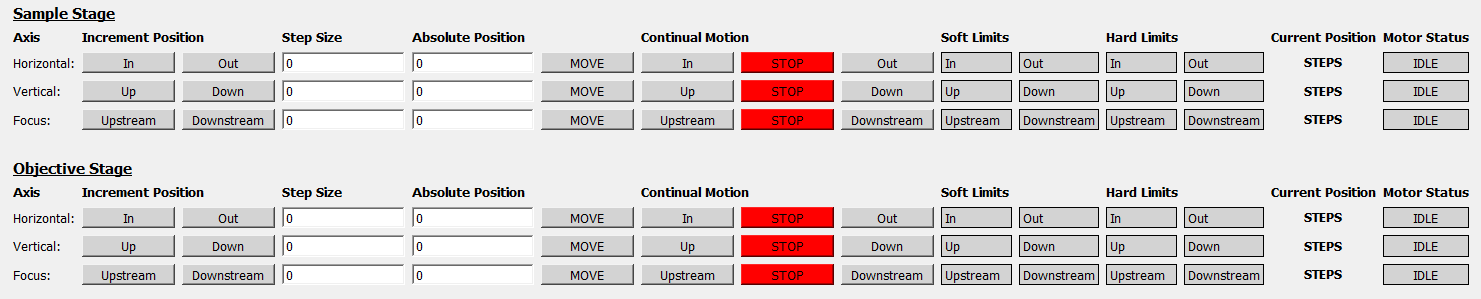 Sample Stage
Axis Increment Position Step Size Absolute Position Continual Motion Soft Limits Hard Limits Current Position Motor Status
Horizontal: In Out 0 0 MOVE In STOP Out In Out In Out STEPS IDLE
Vertical: Up Down 0 0 MOVE Up STOP Down Up Down Up Down STEPS IDLE
Focus: Upstream Downstream 0 0 MOVE Upstream STOP Downstream Upstream Downstream Upstream Downstream STEPS IDLE
Objective Stage
Axis Increment Position Step Size Absolute Position Continual Motion Soft Limits Hard Limits Current Position Motor Status
Horizontal: In Out 0 0 MOVE In STOP Out In Out In Out STEPS IDLE
Vertical: Up Down 0 0 MOVE Up STOP Down Up Down Up Down STEPS IDLE
Focus: Upstream Downstream 0 0 MOVE Upstream STOP Downstream Upstream Downstream Upstream Downstream STEPS IDLE